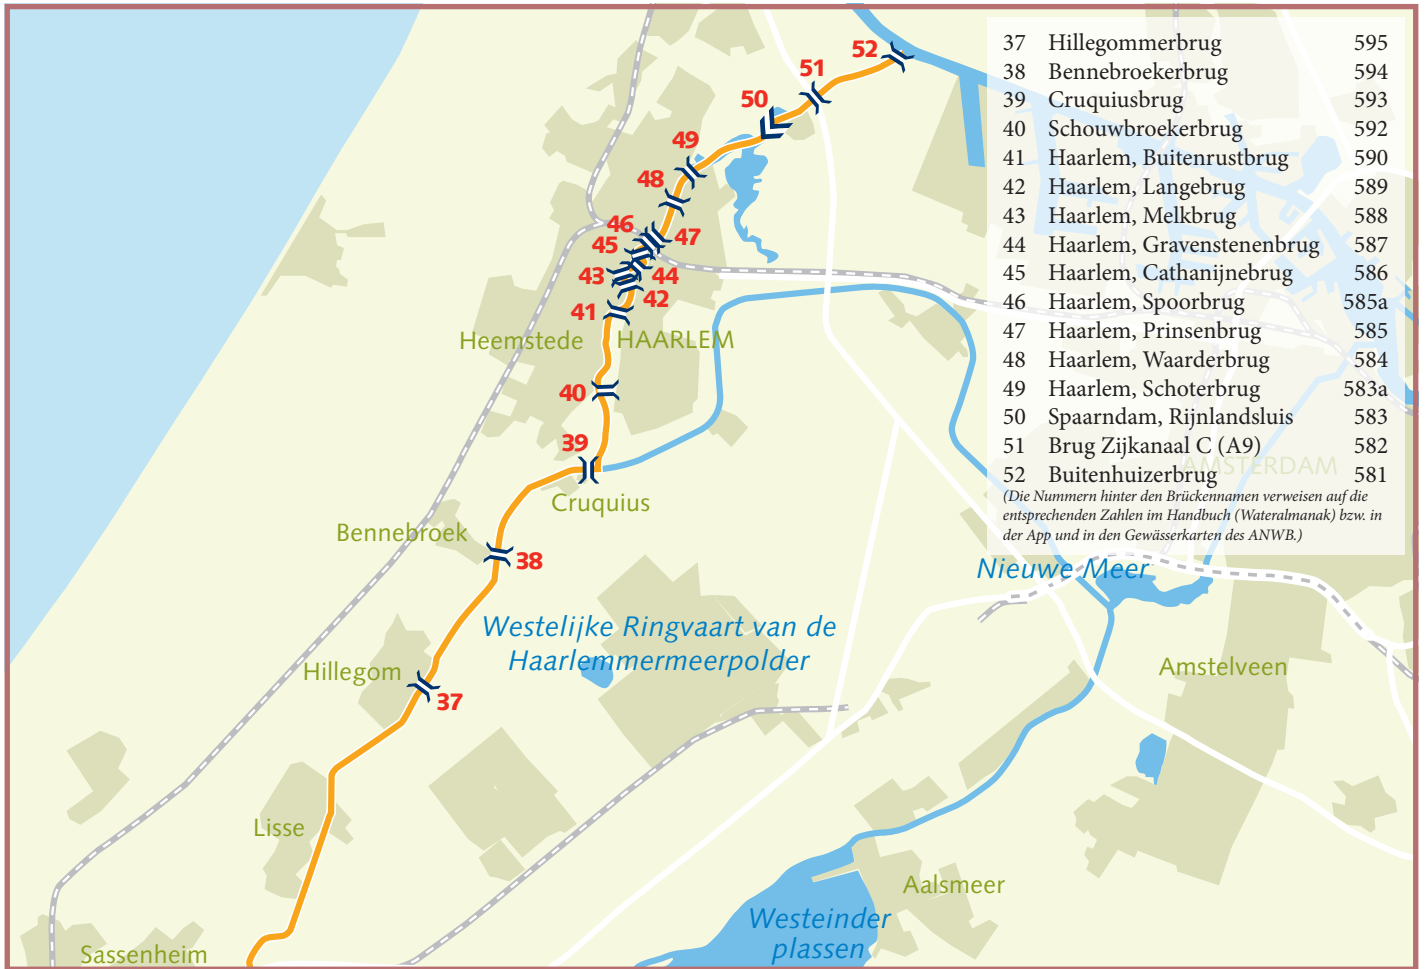 37 Hillegommerbrug 595
38 Bennebroekerbrug 594
39 Cruquiusbrug 593
40 Schouwbroekerbrug 592
41 Haarlem, Buitenrustbrug 590
42 Haarlem, Langebrug 589
43 Haarlem, Melkbrug 588
44 Haarlem, Gravenstenenbrug 587
45 Haarlem, Cathanijnebrug 586
46 Haarlem, Spoorbrug 585a
47 Haarlem, Prinsenbrug 585
48 Haarlem, Waarderbrug 584
49 Haarlem, Schoterbrug 583a
50 Spaarndam, Rijnlandsluis 583
51 Brug Zijkanaal C (A9) 582
52 Buitenhuizerbrug 581
(Die Nummern hinter den Brückennamen verweisen auf die
entsprechenden Zahlen im Handbuch (Wateralmanak) bzw. in
der App und in den Gewässerkarten des ANWB.)
AMSTERDAM
52
51
50
49
48
46
47
45
43
44
42
41
Heemstede
HAARLEM
40
39
Cruquius
Bennebroek
38
Nieuwe Meer
Westelijke Ringvaart van de
Haarlemmermeerpolder
Hillegom
37
Amstelveen
Lisse
Aalsmeer
Westeinder
plassen
Sassenheim